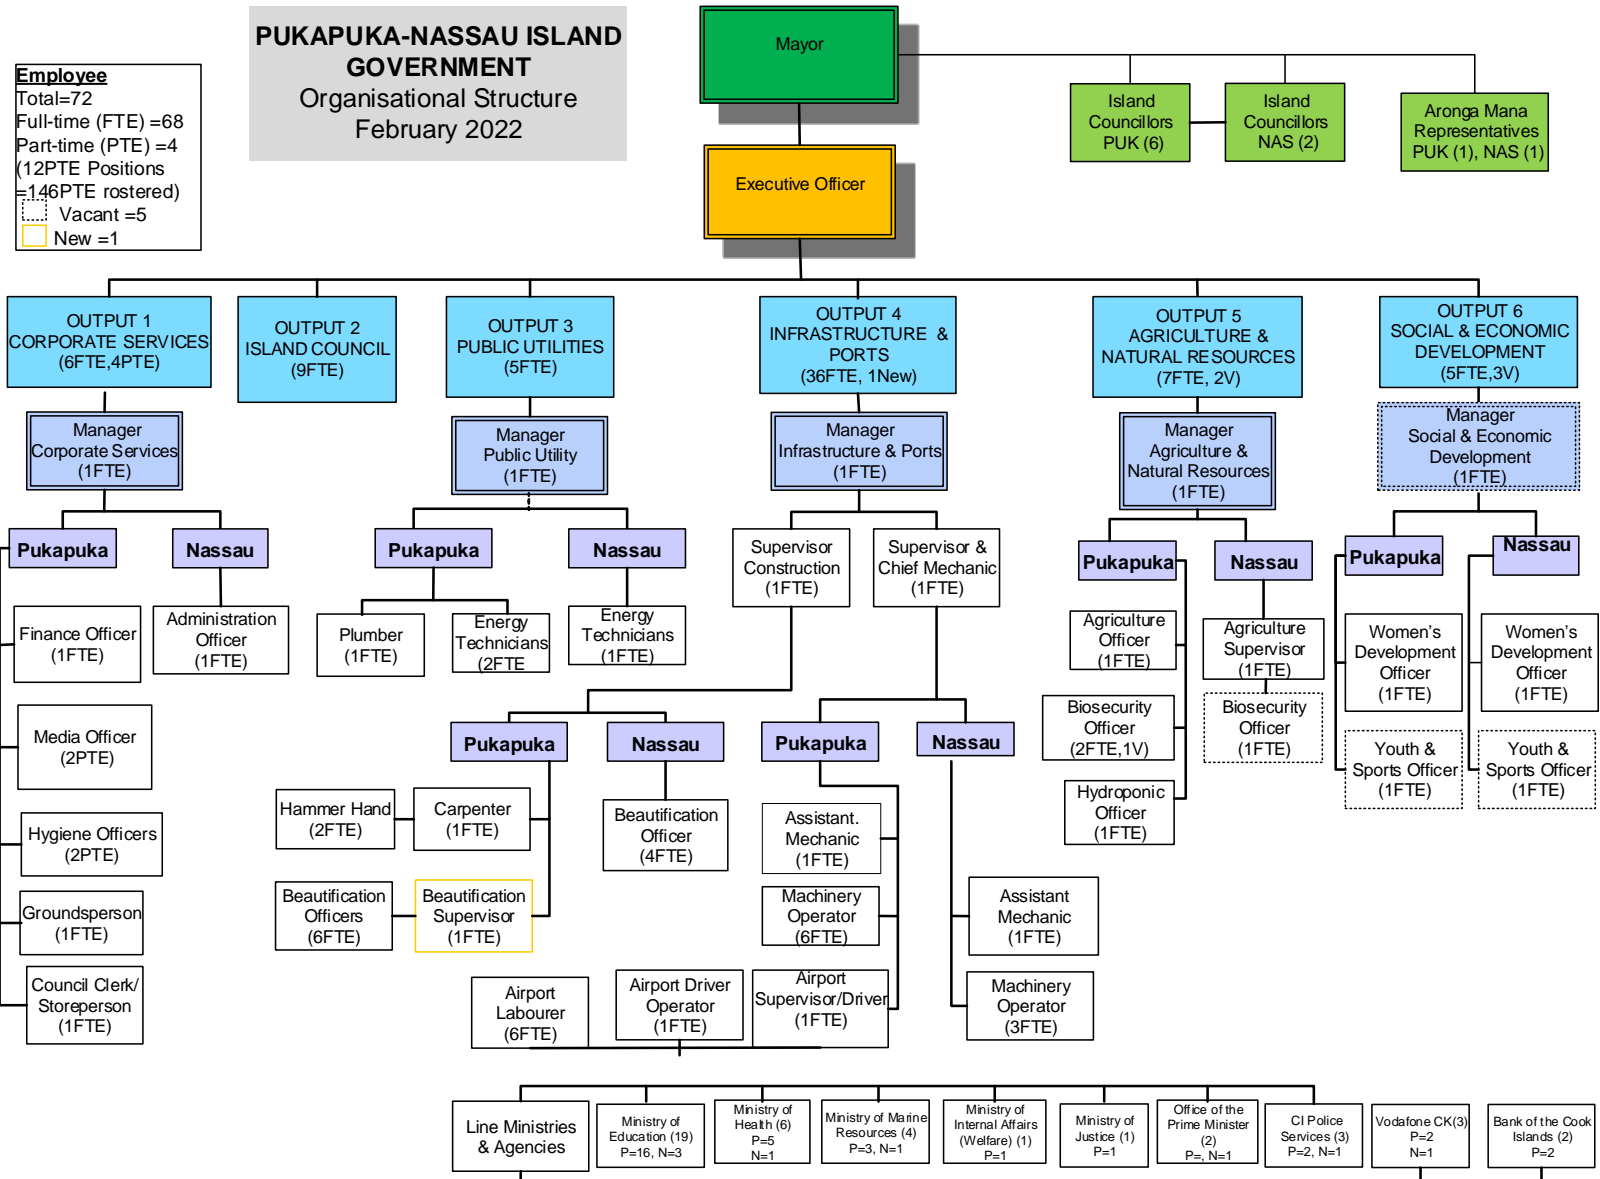 PUKAPUKA-NASSAU ISLAND
GOVERNMENT
Organisational Structure
February 2022
Employee
Total=72
Full-time (FTE) =68
Part-time (PTE) =4
(12PTE Positions
=146PTE rostered)
Vacant =5
New =1
Mayor
Executive Officer
Island
Councillors
PUK (6)
Island
Councillors
NAS (2)
Aronga Mana
Representatives
PUK (1), NAS (1)
OUTPUT 1
CORPORATE SERVICES
(6FTE,4PTE)
OUTPUT 2
ISLAND COUNCIL
(9FTE)
OUTPUT 3
PUBLIC UTILITIES
(5FTE)
OUTPUT 4
INFRASTRUCTURE &
PORTS
(36FTE, 1New)
OUTPUT 5
AGRICULTURE &
NATURAL RESOURCES
(7FTE, 2V)
OUTPUT 6
SOCIAL & ECONOMIC
DEVELOPMENT
(5FTE,3V)
Manager
Corporate Services
(1FTE)
Manager
Public Utility
(1FTE)
Manager
Infrastructure & Ports
(1FTE)
Manager
Agriculture &
Natural Resources
(1FTE)
Manager
Social & Economic
Development
(1FTE)
Pukapuka
Nassau
Finance Officer
(1FTE)
Administration
Officer
(1FTE)
Media Officer
(2PTE)
Hygiene Officers
(2PTE)
Groundsperson
(1FTE)
Council Clerk/
Storeperson
(1FTE)
Pukapuka
Nassau
Plumber
(1FTE)
Energy
Technicians
(2FTE
Energy
Technicians
(1FTE)
Supervisor
Construction
(1FTE)
Supervisor &
Chief Mechanic
(1FTE)
Pukapuka
Nassau
Hammer Hand
(2FTE)
Carpenter
(1FTE)
Beautification
Officer
(4FTE)
Beautification
Officers
(6FTE)
Beautification
Supervisor
(1FTE)
Pukapuka
Nassau
Assistant.
Mechanic
(1FTE)
Machinery
Operator
(6FTE)
Assistant
Mechanic
(1FTE)
Airport
Labourer
(6FTE)
Airport Driver
Operator
(1FTE)
Airport
Supervisor/Driver
(1FTE)
Machinery
Operator
(3FTE)
Pukapuka
Nassau
Agriculture
Officer
(1FTE)
Agriculture
Supervisor
(1FTE)
Biosecurity
Officer
(2FTE,1V)
Biosecurity
Officer
(1FTE)
Hydroponic
Officer
(1FTE)
Pukapuka
Nassau
Women's
Development
Officer
(1FTE)
Women's
Development
Officer
(1FTE)
Youth &
Sports Officer
(1FTE)
Youth &
Sports Officer
(1FTE)
Line Ministries
& Agencies
Ministry of
Education (19)
P=16, N=3
Ministry of
Health (6)
P=5
N=1
Ministry of Marine
Resources (4)
P=3, N=1
Ministry of
Internal Affairs
(Welfare) (1)
P=1
Ministry of
Justice (1)
P=1
Office of the
Prime Minister
(2)
P=, N=1
CI Police
Services (3)
P=2, N=1
Vodafone CK(3)
P=2
N=1
Bank of the Cook
Islands (2)
P=2